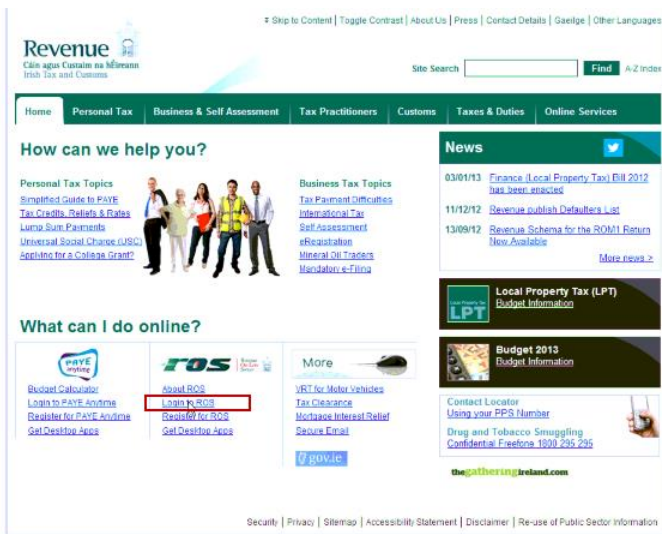 Skip to Content | Toggle Contrast | About Us | Press | Contact Details | Gaeilge | Other Languages
Revenue
Cáin agus Custaim na hÉireann
Irish Tax and Customs
Site Search
Find
A-Z Index
Home
Personal Tax
Business & Self Assessment
Tax Practitioners
Customs
Taxes & Duties
Online Services
How can we help you?
Personal Tax Topics
Simplified Guide to PAYE
Tax Credits, Reliefs & Rates
Lump Sum Payments
Universal Social Charge (USC)
Applying for a College Grant?
Business Tax Topics
Tax Payment Difficulties
International Tax
Self Assessment
eRegistration
Mineral Oil Traders
Mandatory e-Filing
News
03/01/13 Finance (Local Property Tax) Bill 2012
has been enacted
11/12/12 Revenue publish Defaulters List
13/09/12 Revenue Schema for the ROM1 Return
Now Available
More news >
Local Property Tax
LPT
Local Property Tax (LPT)
Budget Information
Budget 2013
Budget Information
What can I do online?
PAYE
anytime
Budget Calculator
Login to PAYE Anytime
Register for PAYE Anytime
Get Desktop Apps
ros
About ROS
Login to ROS
Register for ROS
Get Desktop Apps
More
VRT for Motor Vehicles
Tax Clearance
Mortgage Interest Relief
Secure Email
gov.ie
Contact Locator
Using your PPS Number
Drug and Tobacco Smuggling
Confidential Freefone 1800 295 295
thegatheringireland.com
Security | Privacy | Sitemap | Accessibility Statement | Disclaimer | Re-use of Public Sector Information